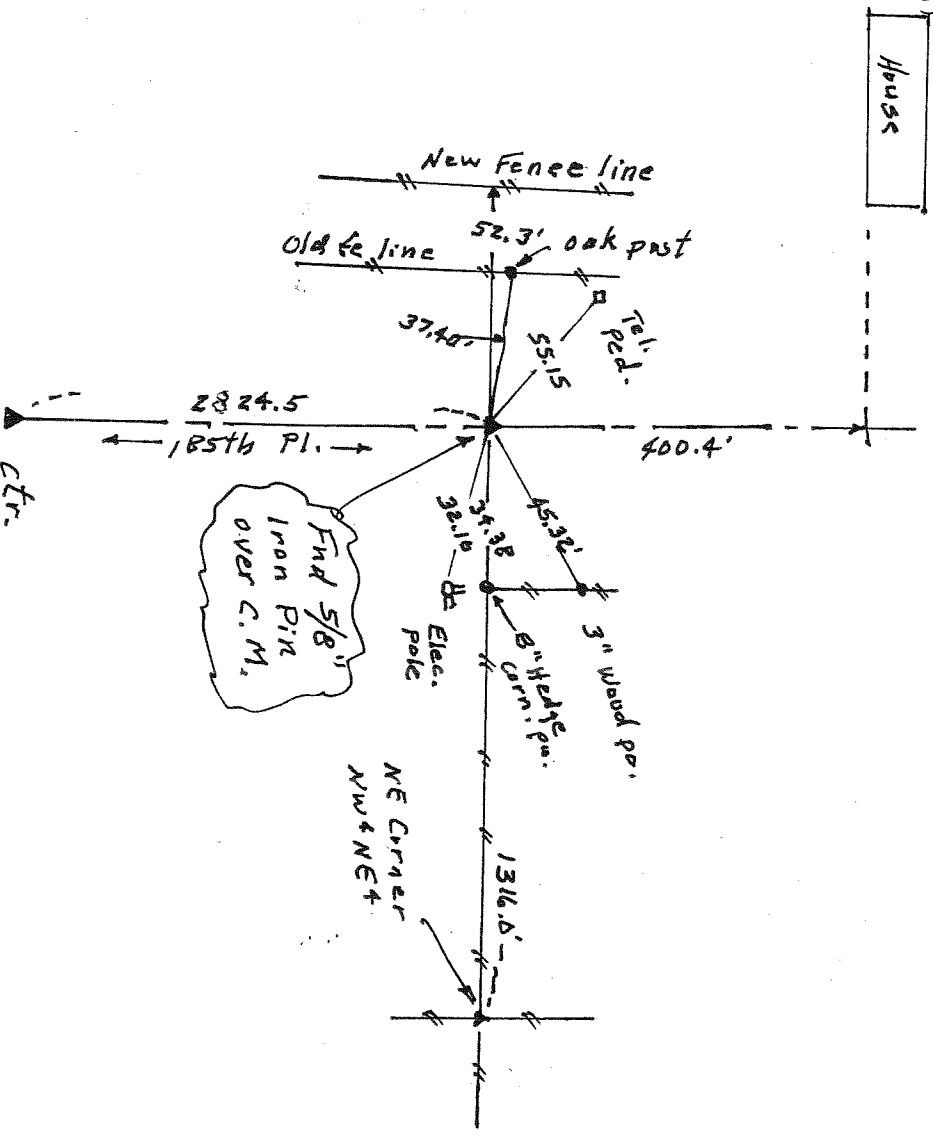 House
New Fence line
52.3'
oak post
Old fe line
Tel.
ped.
37.40'
55.15
2824.5
185th Pl.
400.4'
ctr.
Fnd 5/8"
Iron Pin
over C.M.
32.10
34.38
45.32'
Elec.
pole
8" Hedge
corn. po.
3" Wood po.
NE Corner
NW4 NE4
1316.0'